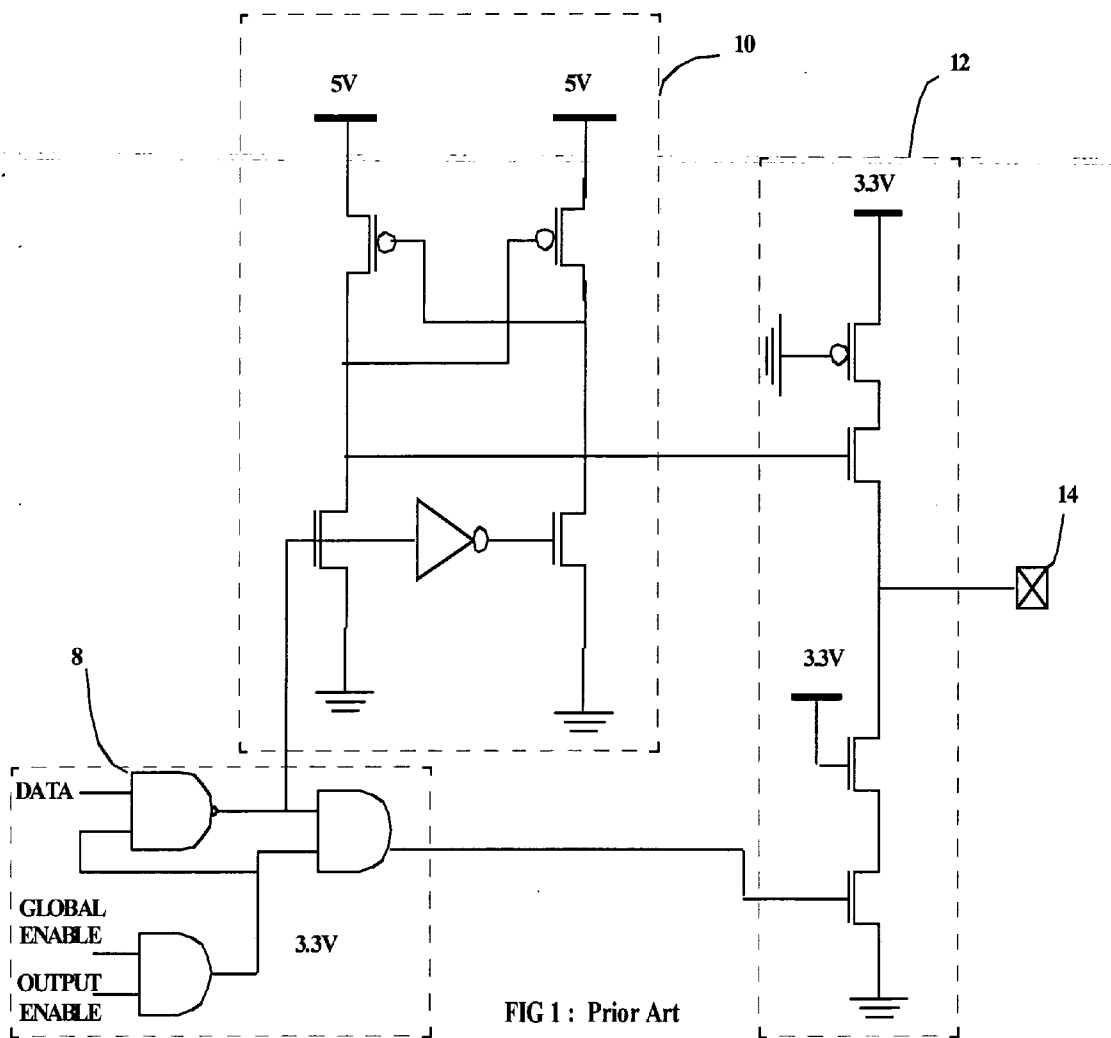 10
12
5V
5V
3.3V
14
3.3V
8
DATA
GLOBAL
ENABLE
3.3V
OUTPUT
ENABLE
FIG 1 : Prior Art